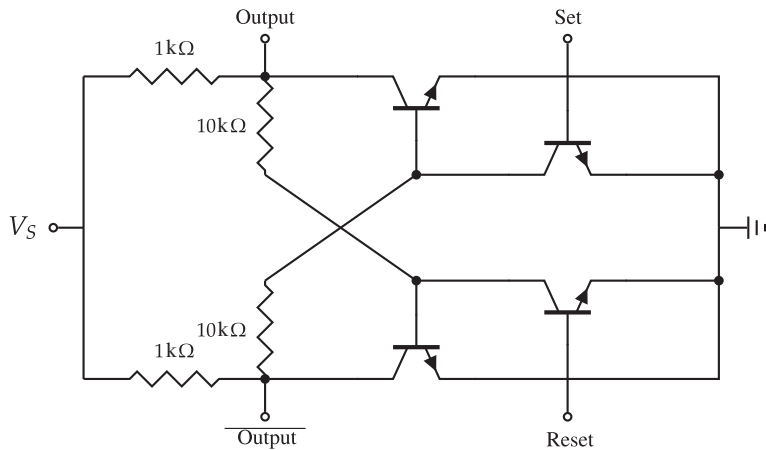 Output
Set
1kΩ
10kΩ
V_S
10kΩ
1kΩ
Output
Reset